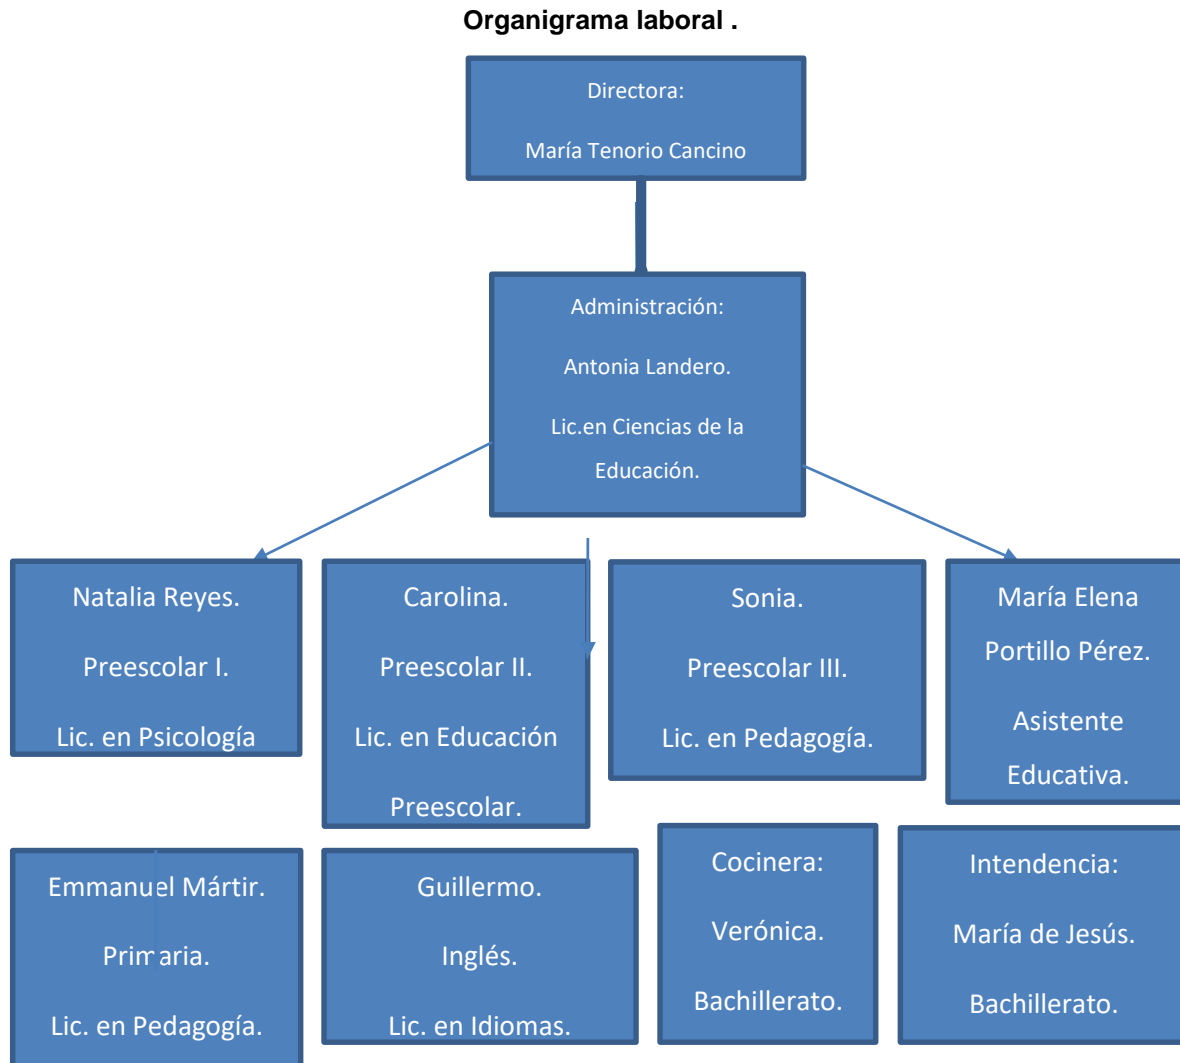 Organigrama laboral .
Directora:
María Tenorio Cancino
Administración:
Antonia Landero.
Lic.en Ciencias de la
Educación.
Natalia Reyes.
Preescolar I.
Lic. en Psicología
Carolina.
Preescolar II.
Lic. en Educación
Preescolar.
Sonia.
Preescolar III.
Lic. en Pedagogía.
María Elena
Portillo Pérez.
Asistente
Educativa.
Emmanuel Mártir.
Primaria.
Lic. en Pedagogía.
Guillermo.
Inglés.
Lic. en Idiomas.
Cocinera:
Verónica.
Bachillerato.
Intendencia:
María de Jesús.
Bachillerato.